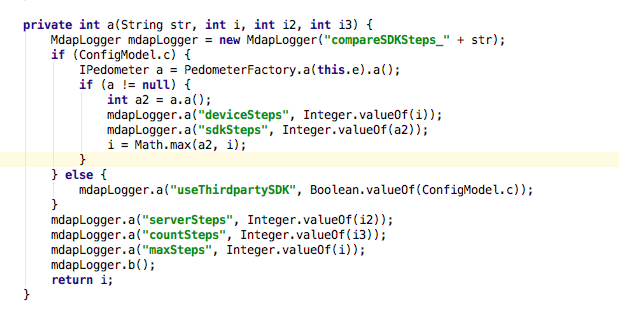 private int a(String str, int i, int i2, int i3) {
MdapLogger mdapLogger = new MdapLogger("compareSDKSteps_" + str);
if (ConfigModel.c) {
IPedometer a = PedometerFactory.a(this.e).a();
if (a != null) {
int a2 = a.a();
mdapLogger.a("deviceSteps", Integer.valueOf(i));
mdapLogger.a("sdkSteps", Integer.valueOf(a2));
i = Math.max(a2, i);
}
} else {
mdapLogger.a("useThirdpartySDK", Boolean.valueOf(ConfigModel.c));
}
mdapLogger.a("serverSteps", Integer.valueOf(i2));
mdapLogger.a("countSteps", Integer.valueOf(i3));
mdapLogger.a("maxSteps", Integer.valueOf(i));
mdapLogger.b();
return i;
}